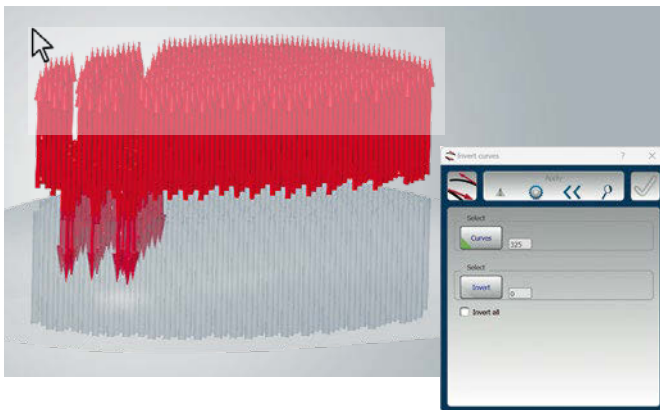 Invert curves
?
Apply
Select
Curves
325
Select
Invert
0
Invert all